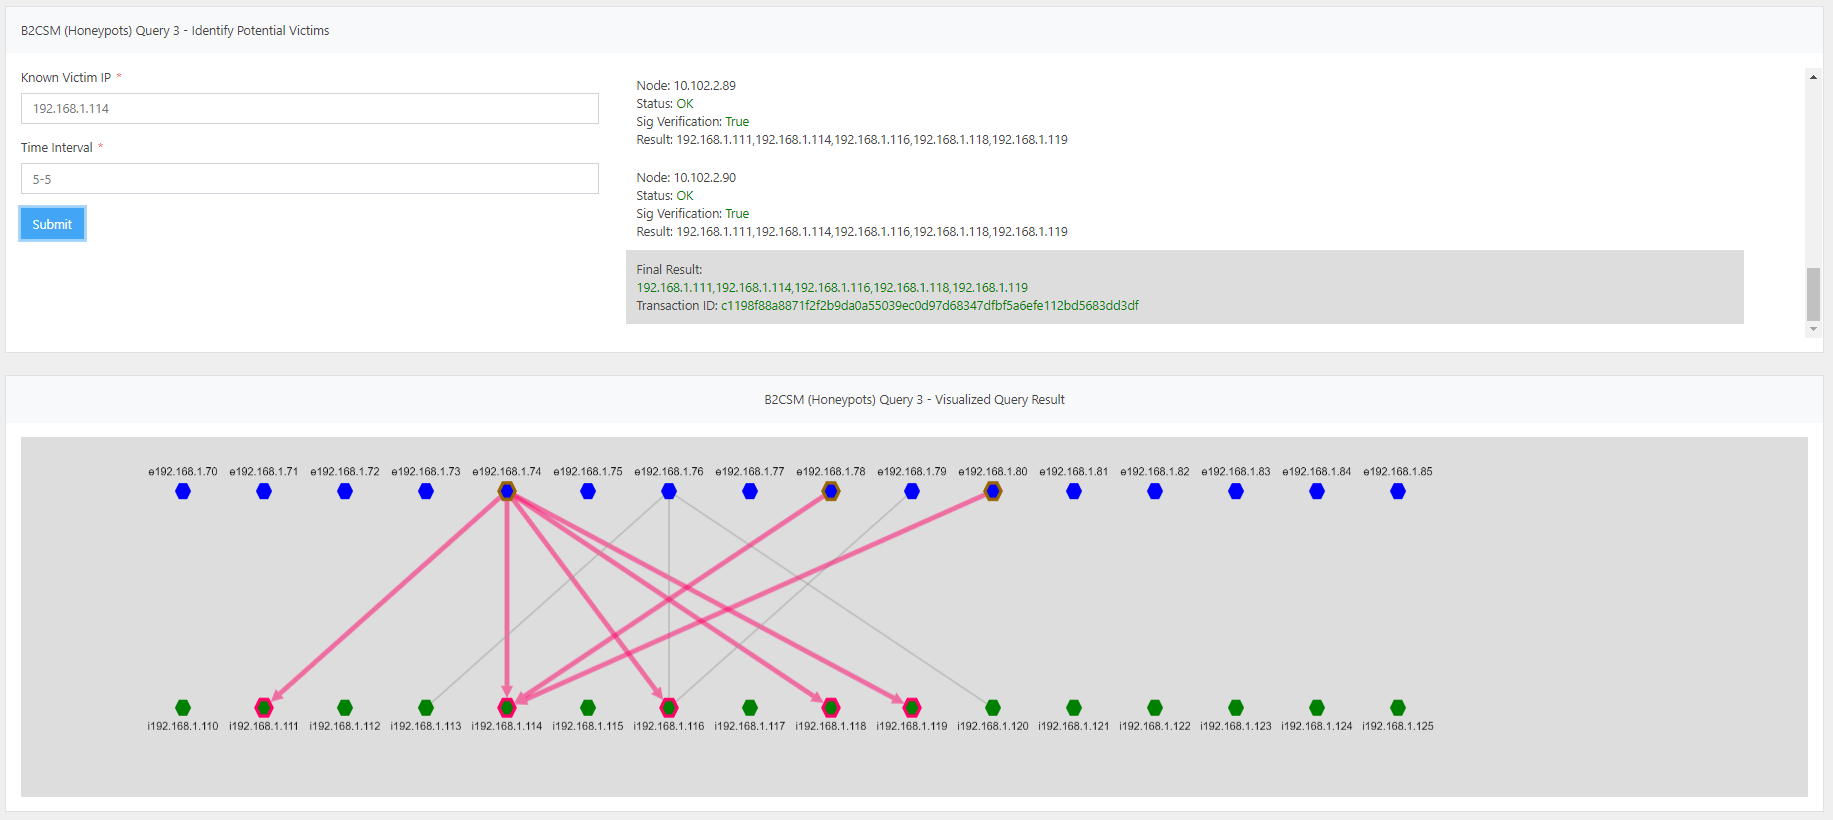 B2CSM (Honeypots) Query 3 - Identify Potential Victims
Known Victim IP *
192.168.1.114
Time Interval *
5-5
Submit
Node: 10.102.2.89
Status: OK
Sig Verification: True
Result: 192.168.1.111,192.168.1.114,192.168.1.116,192.168.1.118,192.168.1.119
Node: 10.102.2.90
Status: OK
Sig Verification: True
Result: 192.168.1.111,192.168.1.114,192.168.1.116,192.168.1.118,192.168.1.119
Final Result:
192.168.1.111,192.168.1.114,192.168.1.116,192.168.1.118,192.168.1.119
Transaction ID: c1198f88a8871f2f2b9da0a55039ec0d97d68347dfbf5a6efe112bd5683dd3df
B2CSM (Honeypots) Query 3 - Visualized Query Result
e192.168.1.70 e192.168.1.71 e192.168.1.72 e192.168.1.73 e192.168.1.74 e192.168.1.75 e192.168.1.76 e192.168.1.77 e192.168.1.78 e192.168.1.79 e192.168.1.80 e192.168.1.81 e192.168.1.82 e192.168.1.83 e192.168.1.84 e192.168.1.85
i192.168.1.110 i192.168.1.111 i192.168.1.112 i192.168.1.113 i192.168.1.114 i192.168.1.115 i192.168.1.116 i192.168.1.117 i192.168.1.118 i192.168.1.119 i192.168.1.120 i192.168.1.121 i192.168.1.122 i192.168.1.123 i192.168.1.124 i192.168.1.125